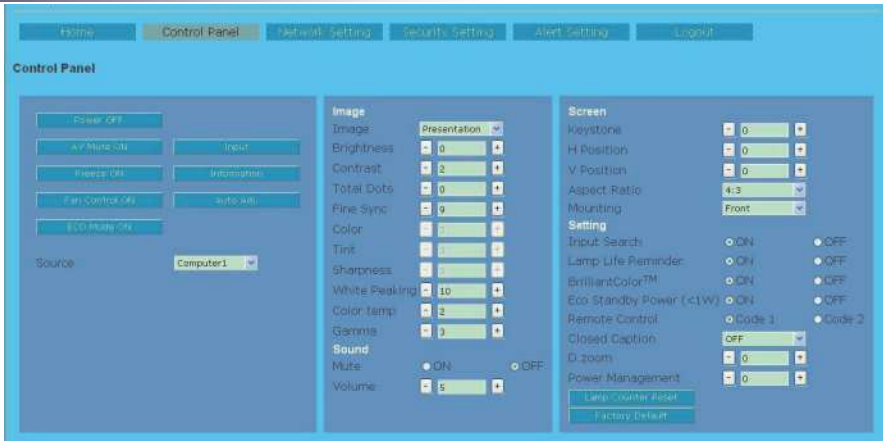 Home Control Panel Network Setting Security Setting Alert Setting Logout
Control Panel
Power OFF
AV Mute ON Input
Freeze ON Information
Fan Control ON Auto Adj
ECO Mode ON
Source Computer1
Image
Image Presentation
Brightness - 0 +
Contrast - 2 +
Total Dots - 0 +
Fine Sync - 9 +
Color - +
Tint - +
Sharpness - +
White Peaking - 10 +
Color temp - 2 +
Gamma - 3 +
Sound
Mute ON OFF
Volume - 5 +
Screen
Keystone - 0 +
H Position - 0 +
V Position - 0 +
Aspect Ratio 4:3
Mounting Front
Setting
Input Search ON OFF
Lamp Life Reminder ON OFF
BrilliantColor™ ON OFF
Eco Standby Power (<1W) ON OFF
Remote Control Code 1 Code 2
Closed Caption OFF
D zoom - 0 +
Power Management - 0 +
Lamp Counter Reset
Factory Default